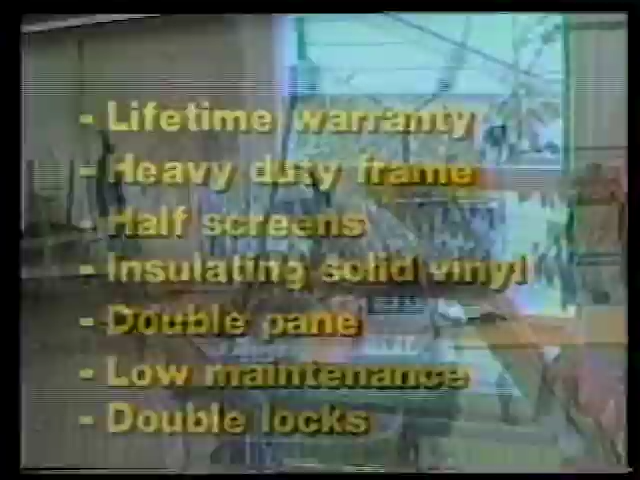 - Lifetime warranty
- Heavy duty frame
- Half screens
- Insulating solid vinyl
- Double pane
- Low maintenance
- Double locks